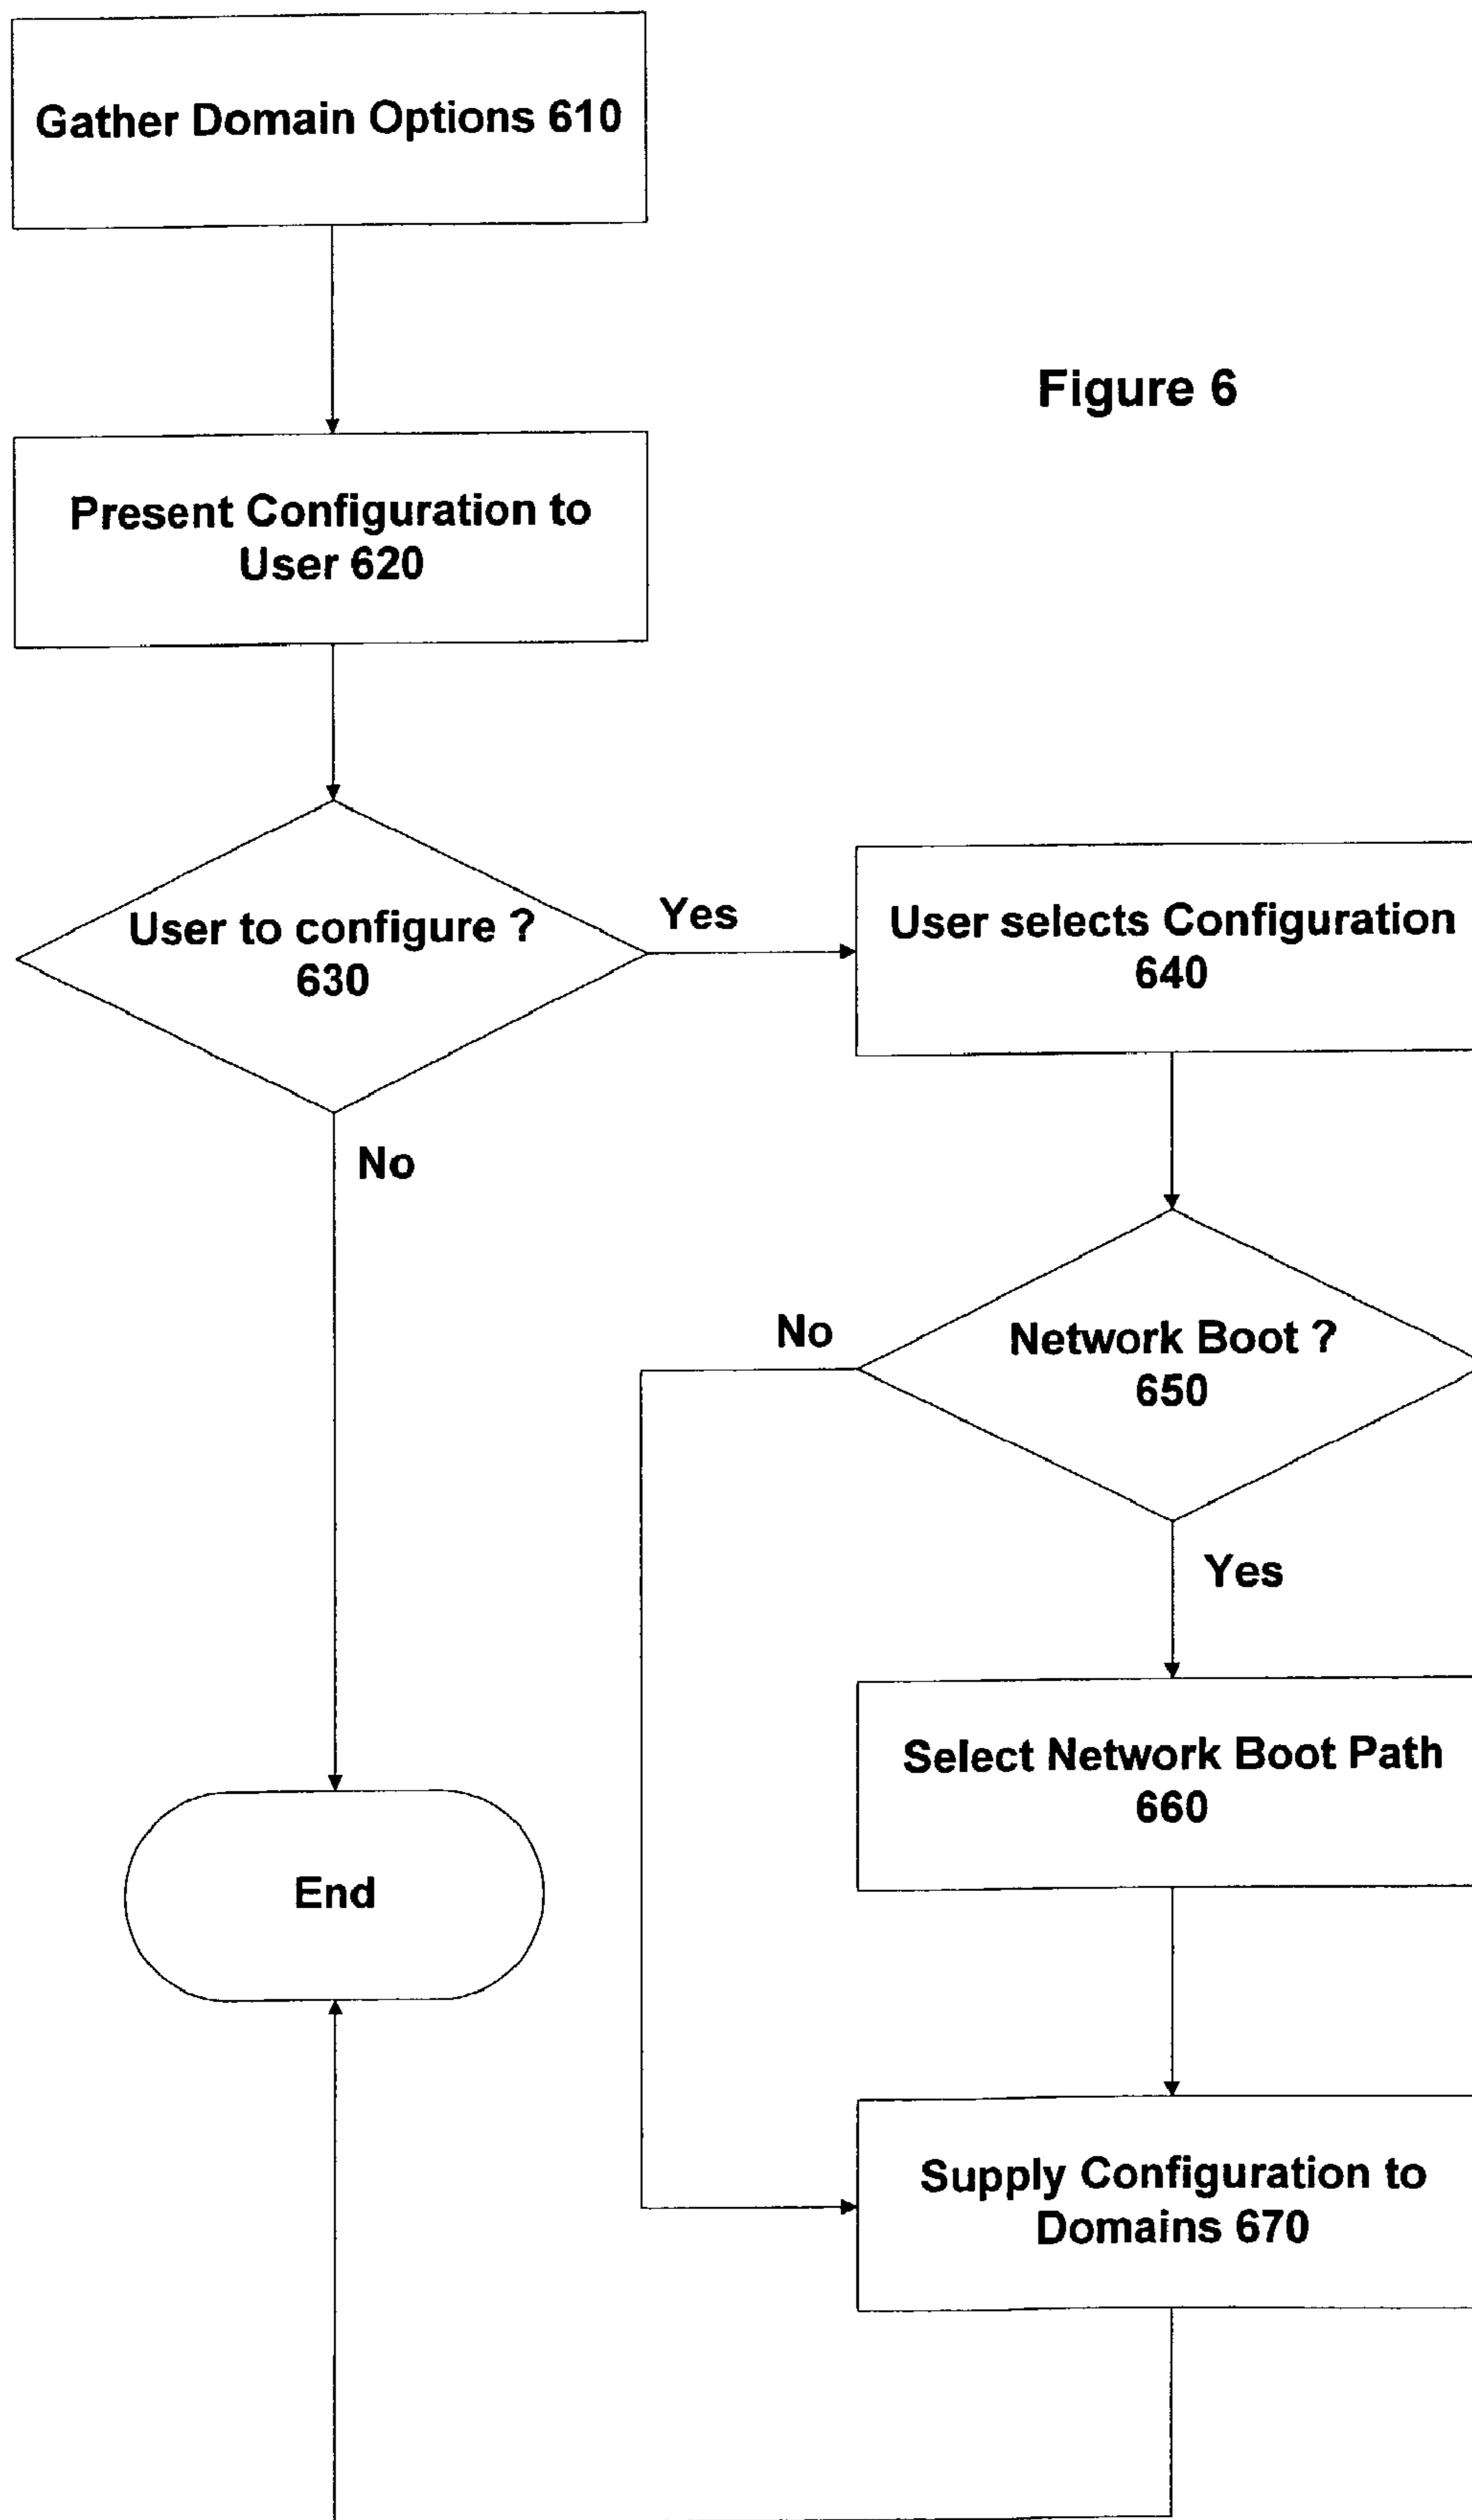 Gather Domain Options 610
Figure 6
Present Configuration to
User 620
User to configure ?
630
Yes
User selects Configuration
640
No
Network Boot ?
650
No
Yes
Select Network Boot Path
660
End
Supply Configuration to
Domains 670